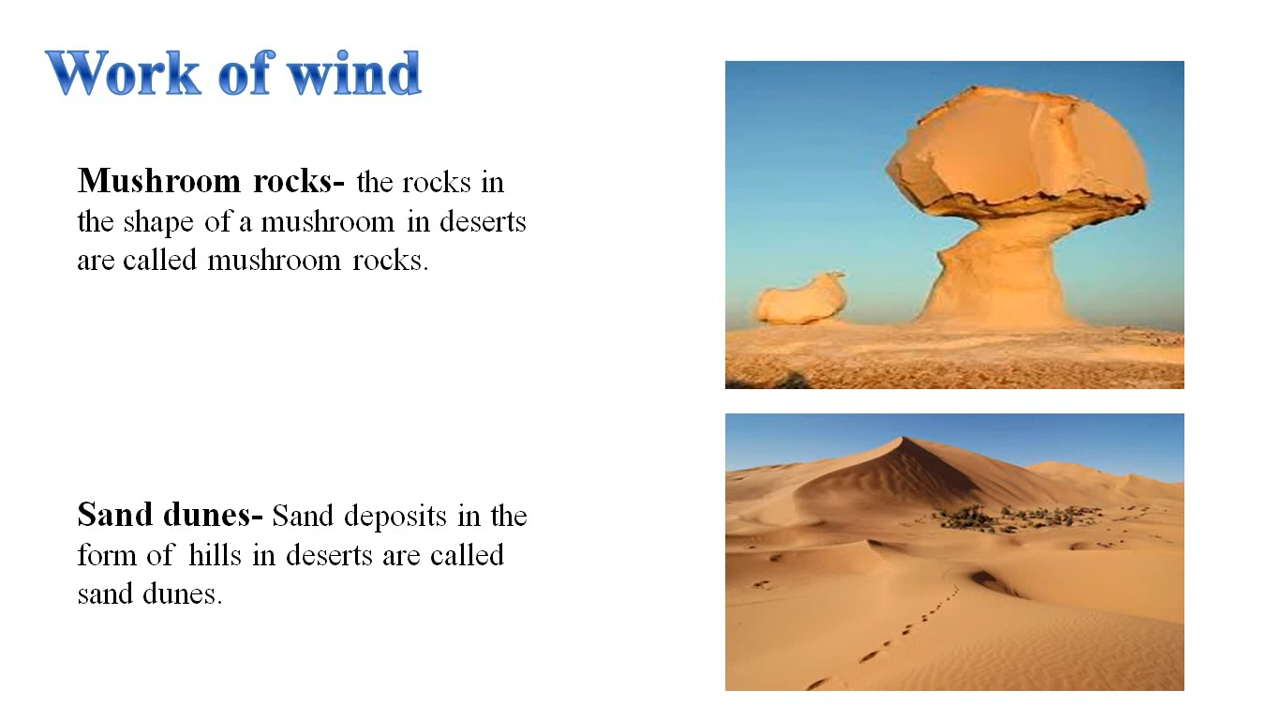 Work of wind
Mushroom rocks- the rocks in
the shape of a mushroom in deserts
are called mushroom rocks.
Sand dunes- Sand deposits in the
form of hills in deserts are called
sand dunes.